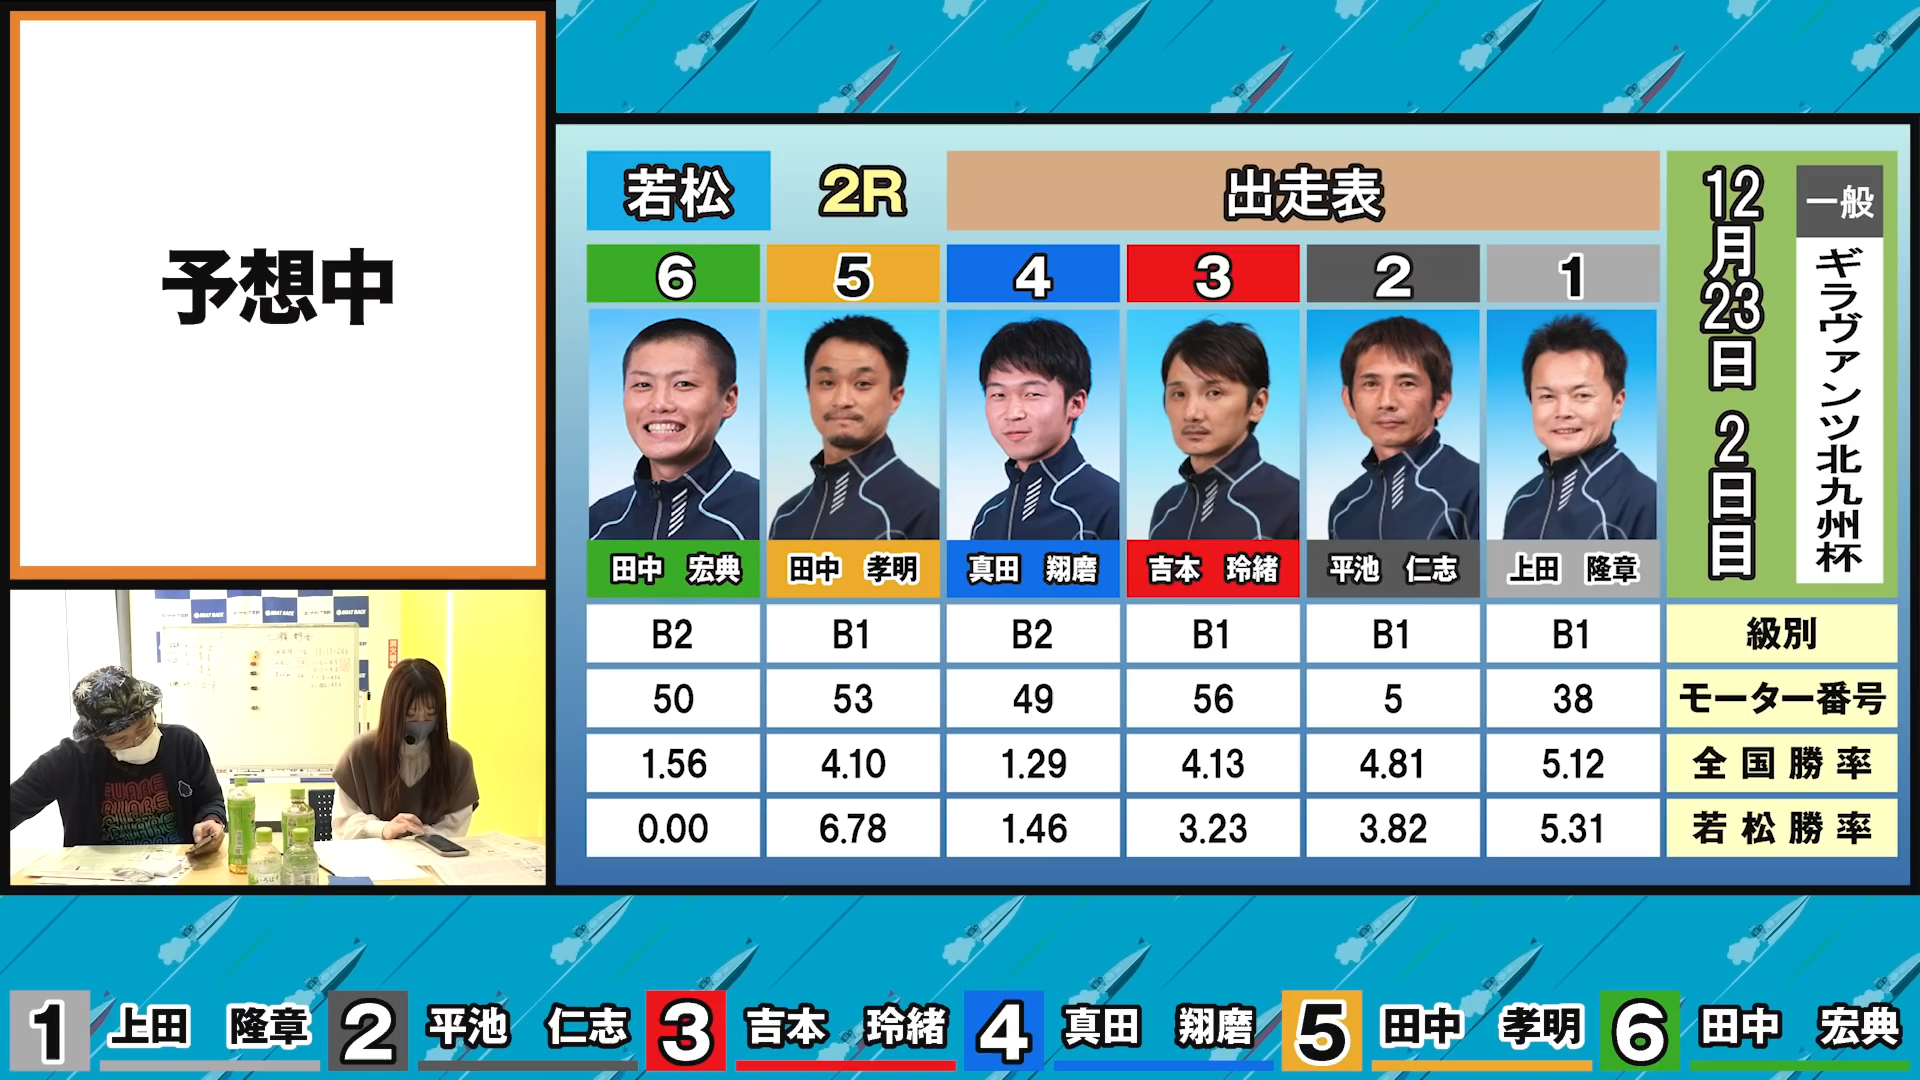 予想中
若松
2R
出走表
12月23日 2日目
一般
ギラヴァンツ北九州杯
6 5 4 3 2 1
田中 宏典 田中 孝明 真田 翔磨 吉本 玲緒 平池 仁志 上田 隆章
B2 B1 B2 B1 B1 B1 級別
50 53 49 56 5 38 モーター番号
1.56 4.10 1.29 4.13 4.81 5.12 全国勝率
0.00 6.78 1.46 3.23 3.82 5.31 若松勝率
BOAT RACE
BOAT RACE
BOAT RACE
1 上田 隆章 2 平池 仁志 3 吉本 玲緒 4 真田 翔磨 5 田中 孝明 6 田中 宏典